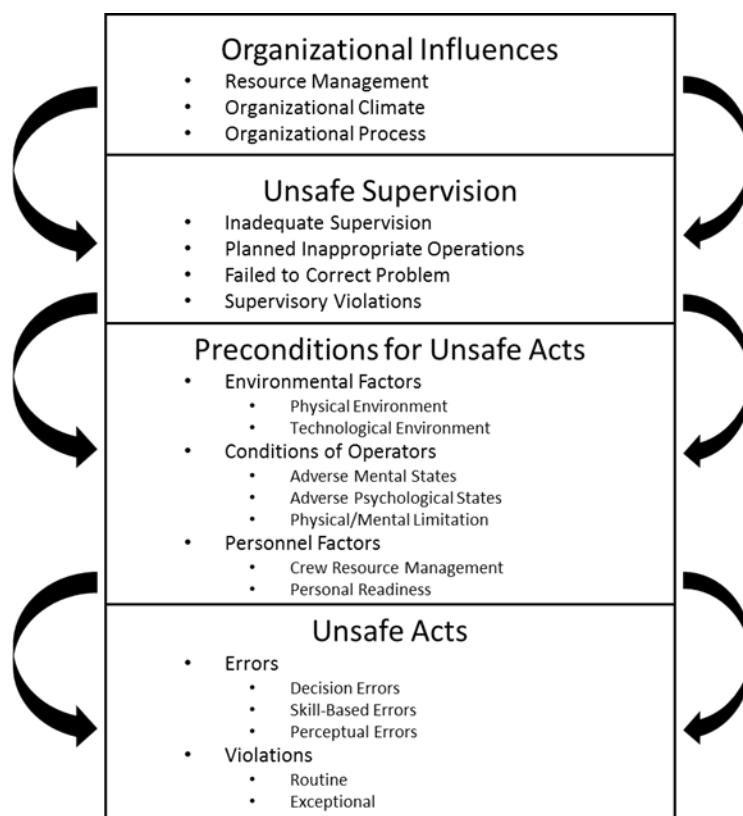 Organizational Influences
• Resource Management
• Organizational Climate
• Organizational Process
Unsafe Supervision
• Inadequate Supervision
• Planned Inappropriate Operations
• Failed to Correct Problem
• Supervisory Violations
Preconditions for Unsafe Acts
• Environmental Factors
• Physical Environment
• Technological Environment
• Conditions of Operators
• Adverse Mental States
• Adverse Psychological States
• Physical/Mental Limitation
• Personnel Factors
• Crew Resource Management
• Personal Readiness
Unsafe Acts
• Errors
• Decision Errors
• Skill-Based Errors
• Perceptual Errors
• Violations
• Routine
• Exceptional